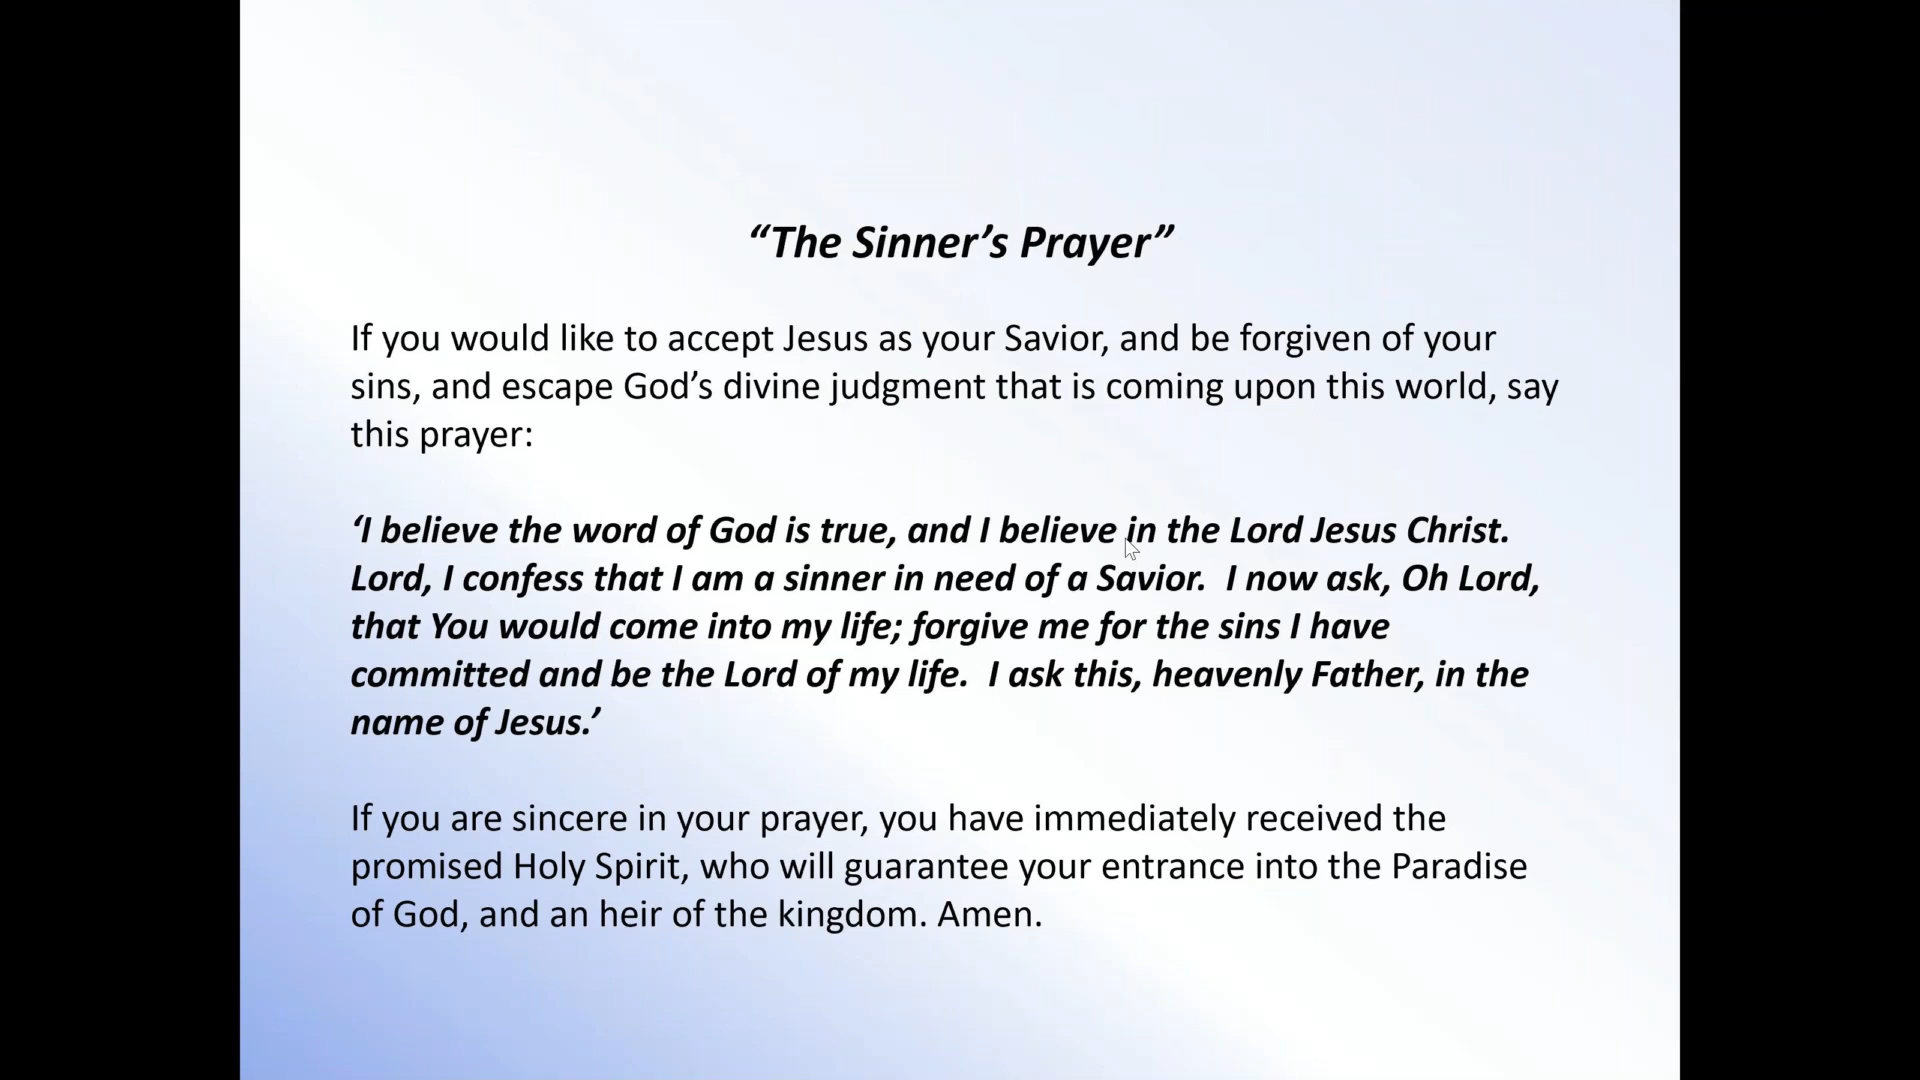 “The Sinner’s Prayer”
If you would like to accept Jesus as your Savior, and be forgiven of your
sins, and escape God’s divine judgment that is coming upon this world, say
this prayer:
‘I believe the word of God is true, and I believe in the Lord Jesus Christ.
Lord, I confess that I am a sinner in need of a Savior.  I now ask, Oh Lord,
that You would come into my life; forgive me for the sins I have
committed and be the Lord of my life.  I ask this, heavenly Father, in the
name of Jesus.’
If you are sincere in your prayer, you have immediately received the
promised Holy Spirit, who will guarantee your entrance into the Paradise
of God, and an heir of the kingdom. Amen.